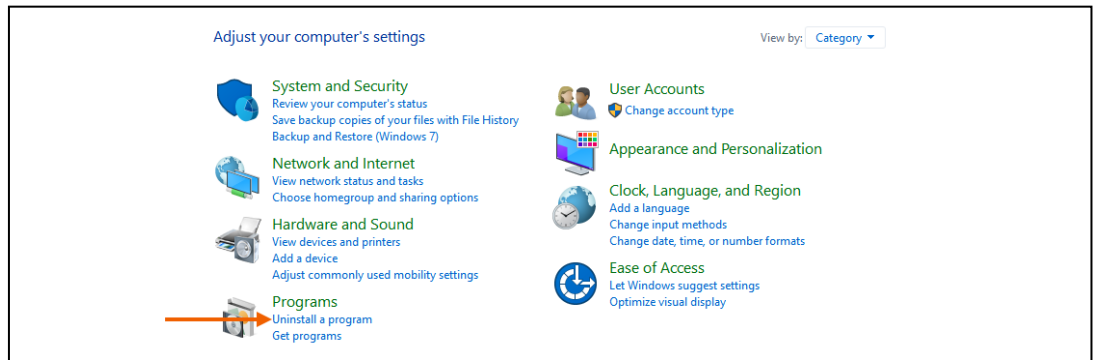 Adjust your computer's settings
View by: Category
System and Security
Review your computer's status
Save backup copies of your files with File History
Backup and Restore (Windows 7)
Network and Internet
View network status and tasks
Choose homegroup and sharing options
Hardware and Sound
View devices and printers
Add a device
Adjust commonly used mobility settings
Programs
Uninstall a program
Get programs
User Accounts
Change account type
Appearance and Personalization
Clock, Language, and Region
Add a language
Change input methods
Change date, time, or number formats
Ease of Access
Let Windows suggest settings
Optimize visual display